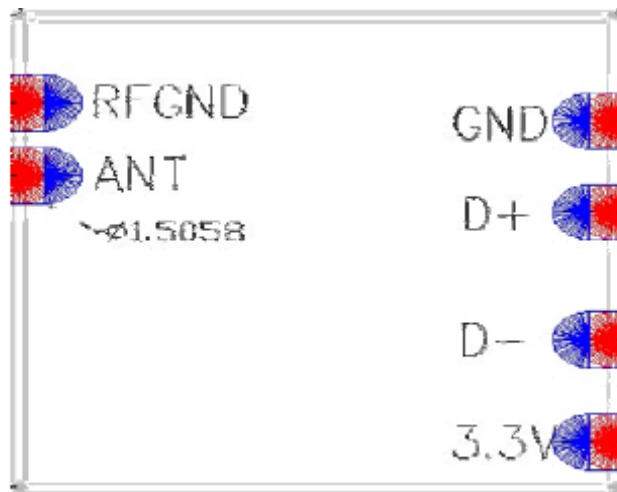 RFGND
ANT
ø1.5058
GND
D+
D-
3.3V